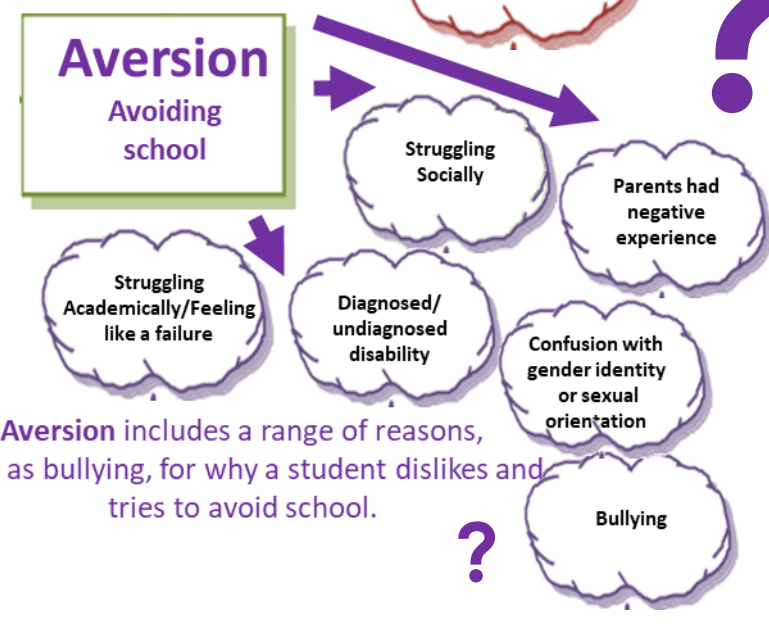 Aversion
Avoiding
school
?
Struggling
Socially
Parents had
negative
experience
Struggling
Academically/Feeling
like a failure
Diagnosed/
undiagnosed
disability
Confusion with
gender identity
or sexual
orientation
Aversion includes a range of reasons,
as bullying, for why a student dislikes and
tries to avoid school.
Bullying
?